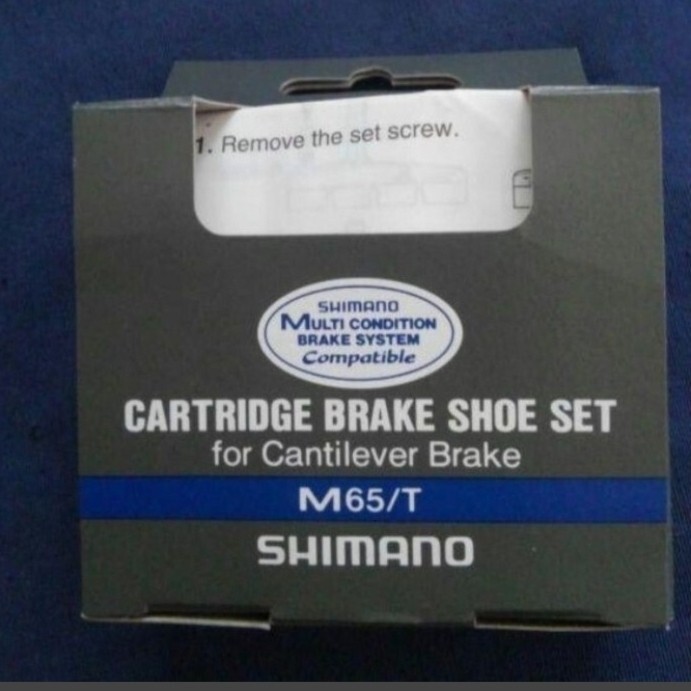 1. Remove the set screw.
SHIMANO
MULTI CONDITION
BRAKE SYSTEM
Compatible
CARTRIDGE BRAKE SHOE SET
for Cantilever Brake
M65/T
SHIMANO